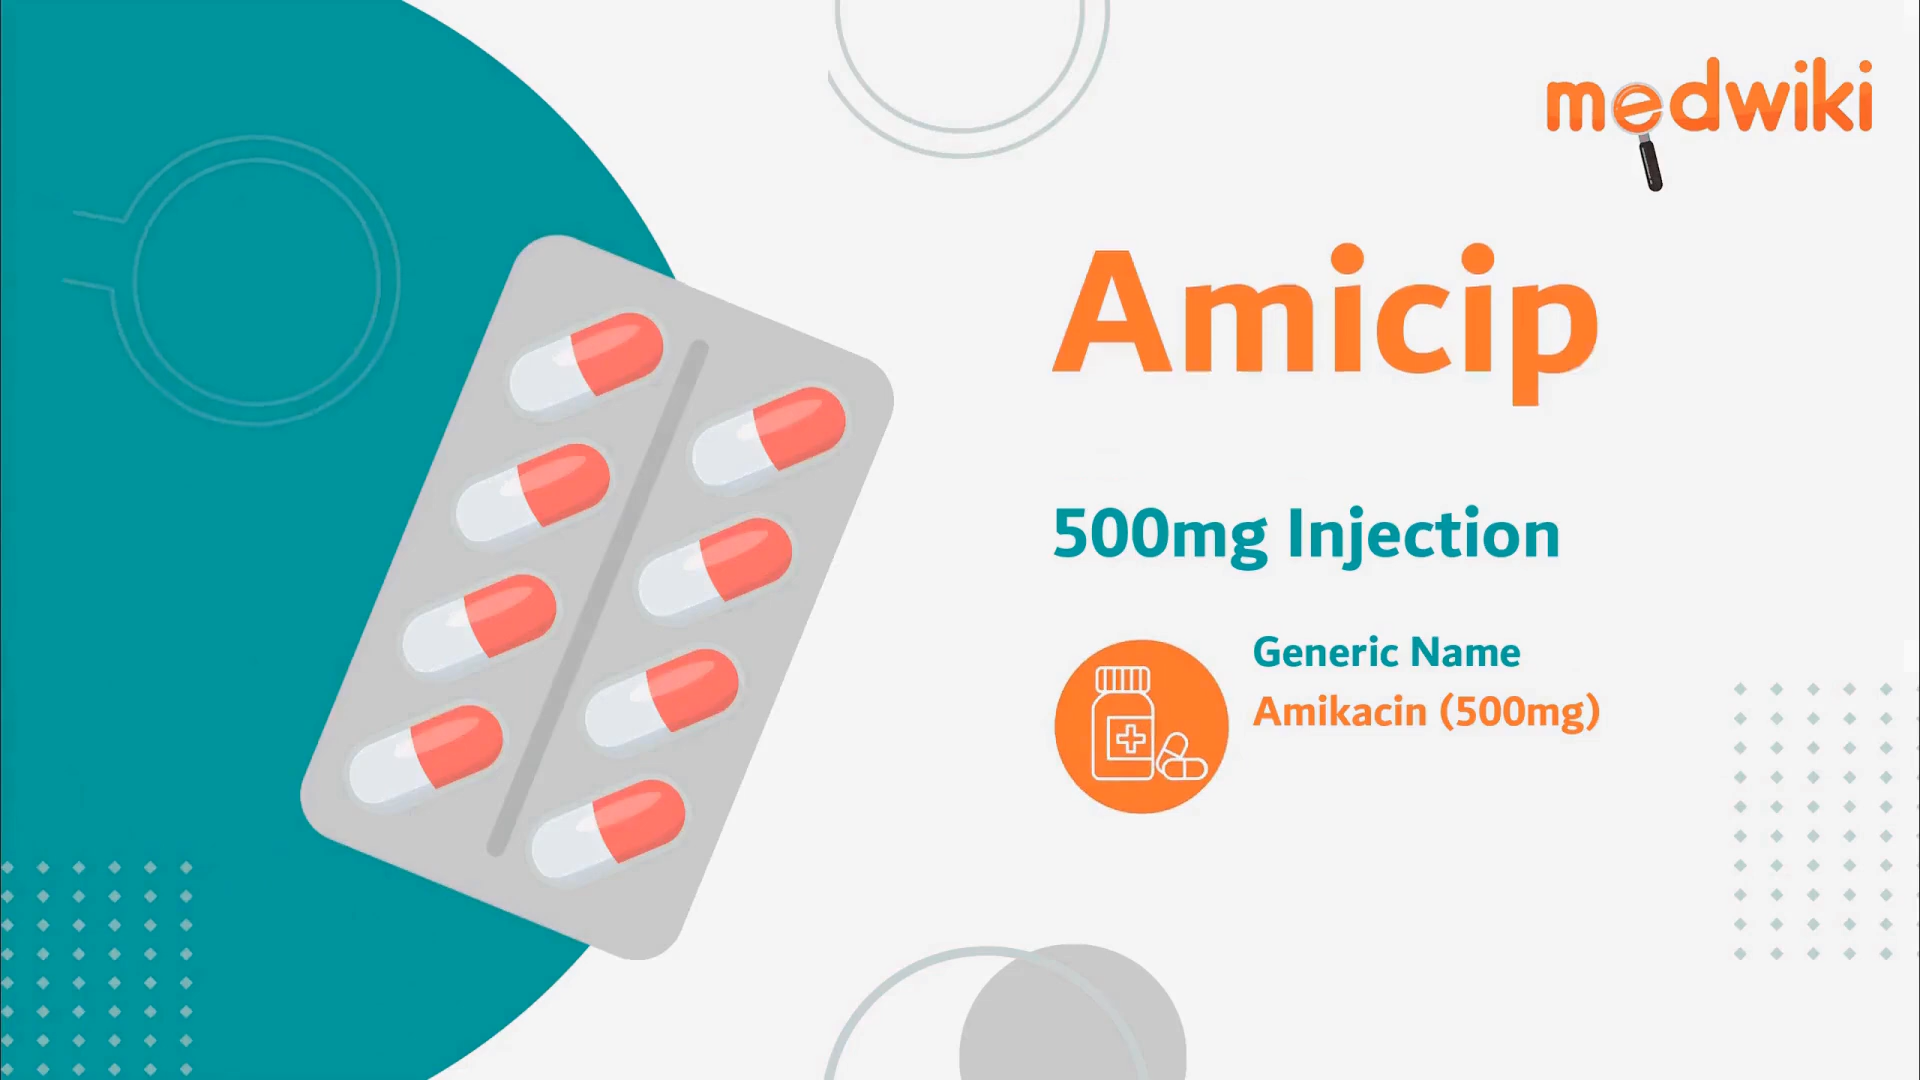 medwiki
Amicip
500mg Injection
Generic Name
Amikacin (500mg)